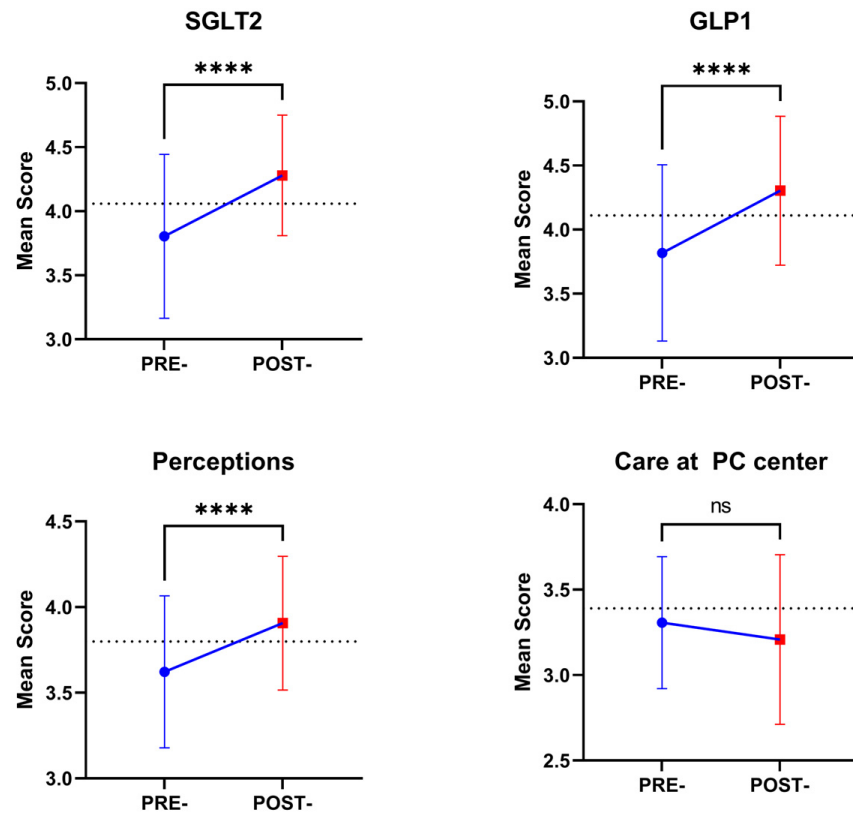 SGLT2
****
5.0
4.5
4.0
3.5
3.0
Mean Score
PRE-
POST-
GLP1
****
5.0
4.5
4.0
3.5
3.0
Mean Score
PRE-
POST-
Perceptions
****
4.5
4.0
3.5
3.0
Mean Score
PRE-
POST-
Care at PC center
ns
4.0
3.5
3.0
2.5
Mean Score
PRE-
POST-